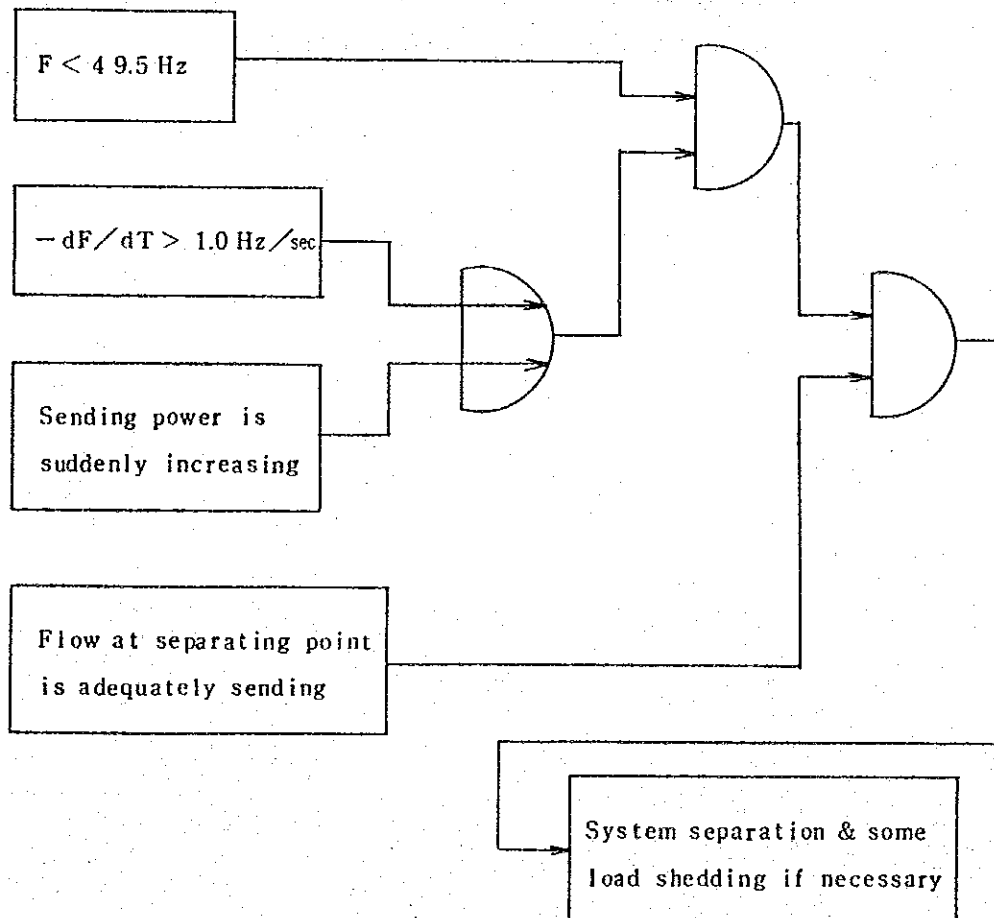 F < 49.5 Hz
−dF/dT > 1.0 Hz/sec
Sending power is
suddenly increasing
Flow at separating point
is adequately sending
System separation & some
load shedding if necessary